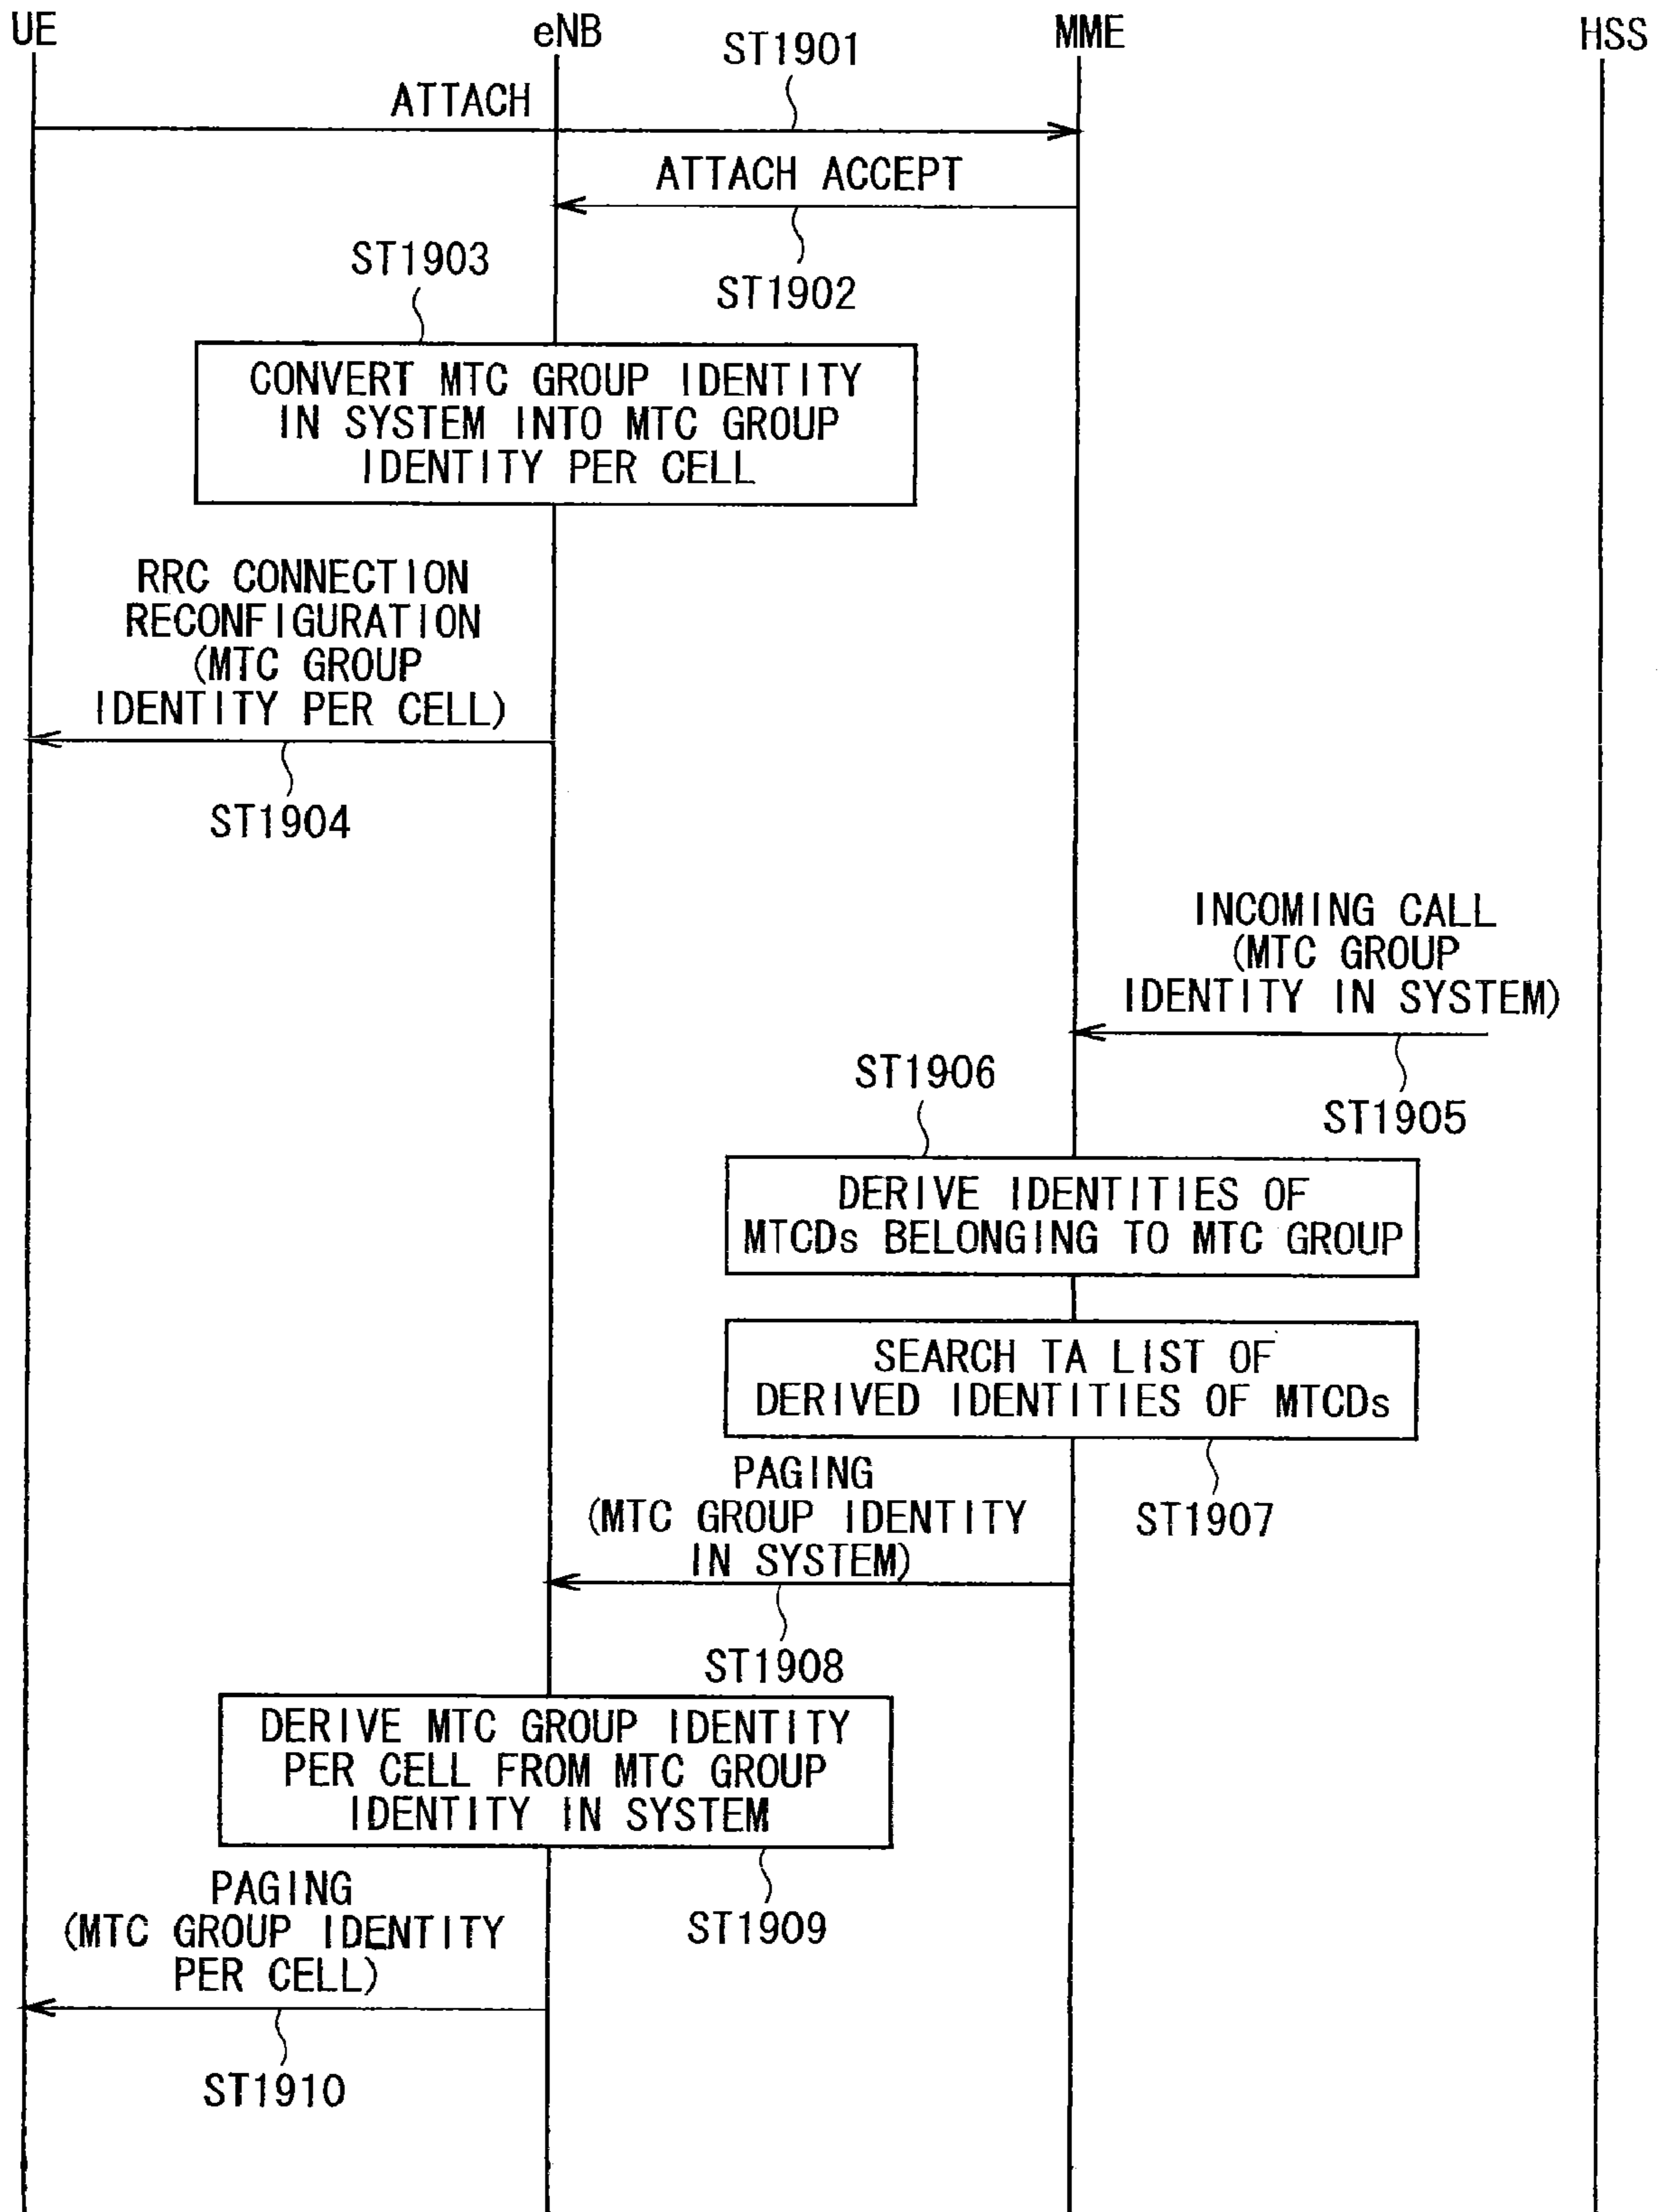 UE
eNB
MME
HSS
ST1901
ATTACH
ATTACH ACCEPT
ST1902
ST1903
CONVERT MTC GROUP IDENTITY
IN SYSTEM INTO MTC GROUP
IDENTITY PER CELL
RRC CONNECTION
RECONFIGURATION
(MTC GROUP
IDENTITY PER CELL)
ST1904
INCOMING CALL
(MTC GROUP
IDENTITY IN SYSTEM)
ST1905
ST1906
DERIVE IDENTITIES OF
MTCDs BELONGING TO MTC GROUP
SEARCH TA LIST OF
DERIVED IDENTITIES OF MTCDs
ST1907
PAGING
(MTC GROUP IDENTITY
IN SYSTEM)
ST1908
DERIVE MTC GROUP IDENTITY
PER CELL FROM MTC GROUP
IDENTITY IN SYSTEM
ST1909
PAGING
(MTC GROUP IDENTITY
PER CELL)
ST1910